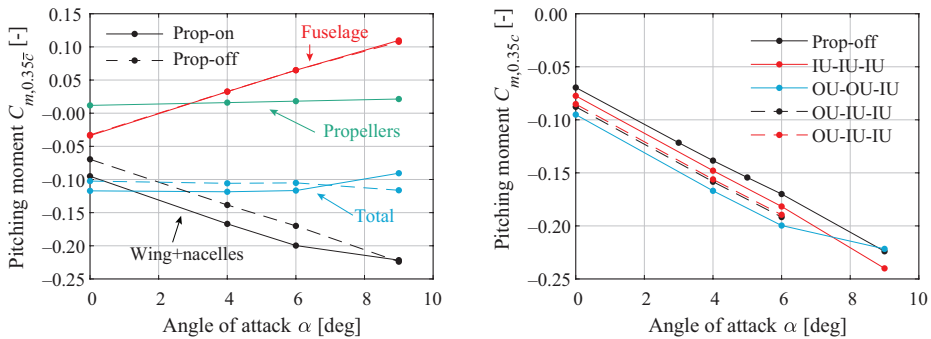 Pitching moment C_{m,0.35c̅} [-]
0.15
0.10
0.05
0.00
−0.05
−0.10
−0.15
−0.20
−0.25
Prop-on
Prop-off
Fuselage
Propellers
Total
Wing+nacelles
0
2
4
6
8
10
Angle of attack α [deg]
Pitching moment C_{m,0.35c} [-]
−0.00
−0.05
−0.10
−0.15
−0.20
−0.25
Prop-off
IU-IU-IU
OU-OU-IU
OU-IU-IU
OU-IU-IU
0
2
4
6
8
10
Angle of attack α [deg]